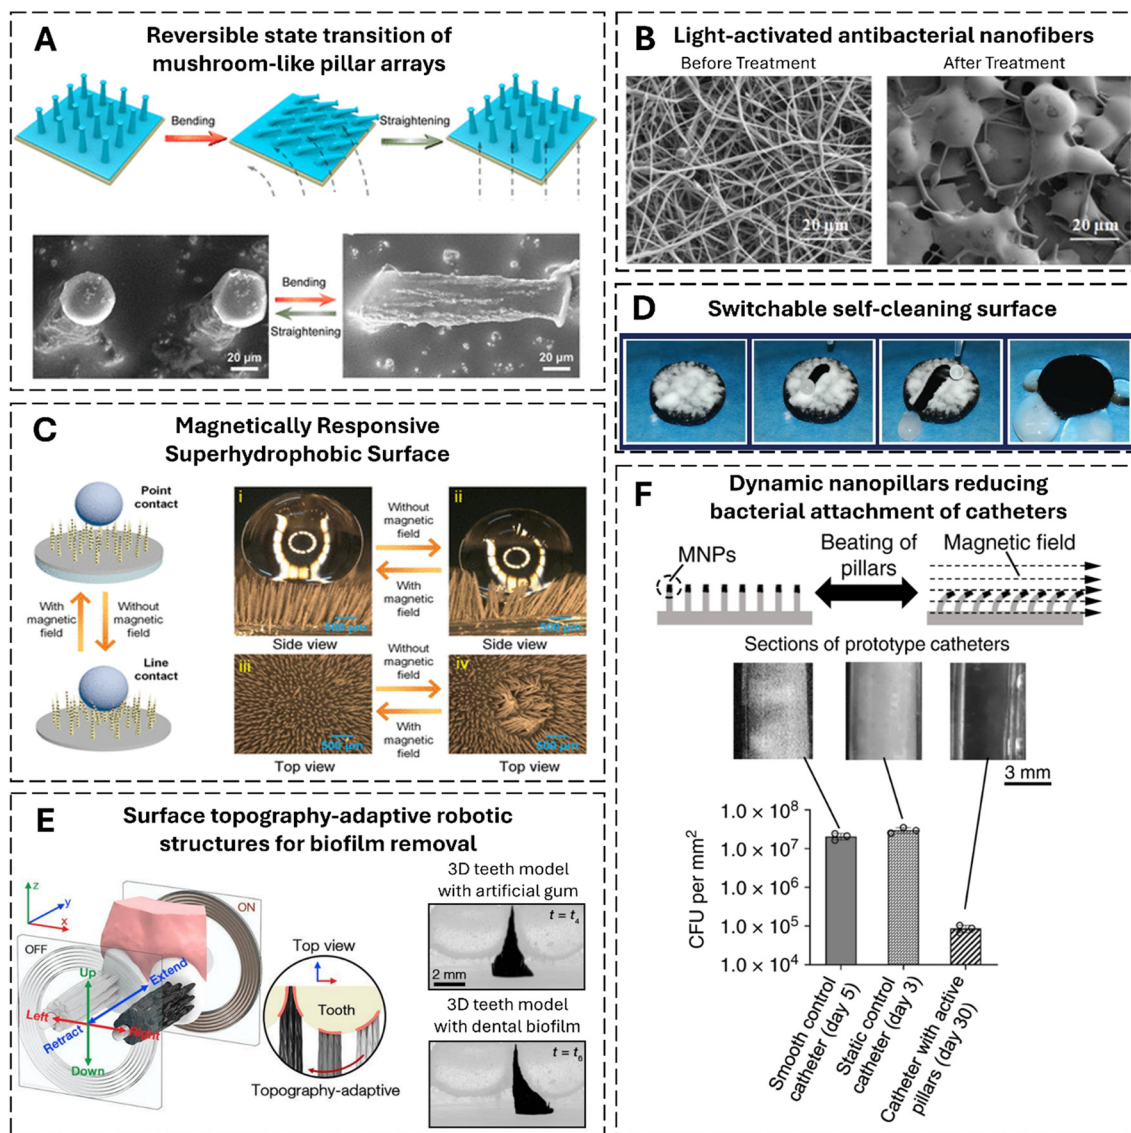 A
Reversible state transition of
mushroom-like pillar arrays
Bending
Straightening
Bending
Straightening
20 µm
20 µm
B
Light-activated antibacterial nanofibers
Before Treatment
After Treatment
20 µm
20 µm
C
Magnetically Responsive
Superhydrophobic Surface
Point
contact
With
magnetic
field
Without
magnetic
field
Line
contact
i
ii
Without
magnetic
field
With
magnetic
field
500 µm
500 µm
Side view
Side view
iii
iv
Without
magnetic
field
With
magnetic
field
500 µm
500 µm
Top view
Top view
D
Switchable self-cleaning surface
E
Surface topography-adaptive robotic
structures for biofilm removal
z
y
x
ON
OFF
Up
Extend
Left
Right
Retract
Down
Top view
Tooth
Topography-adaptive
3D teeth model
with artificial gum
t = t4
2 mm
3D teeth model
with dental biofilm
t = t6
F
Dynamic nanopillars reducing
bacterial attachment of catheters
MNPs
Beating of
pillars
Magnetic field
Sections of prototype catheters
3 mm
CFU per mm²
1.0 × 10⁸
1.0 × 10⁷
1.0 × 10⁶
1.0 × 10⁵
1.0 × 10⁴
Smooth control
catheter (day 5)
Static control
catheter (day 3)
Catheter with active
pillars (day 30)